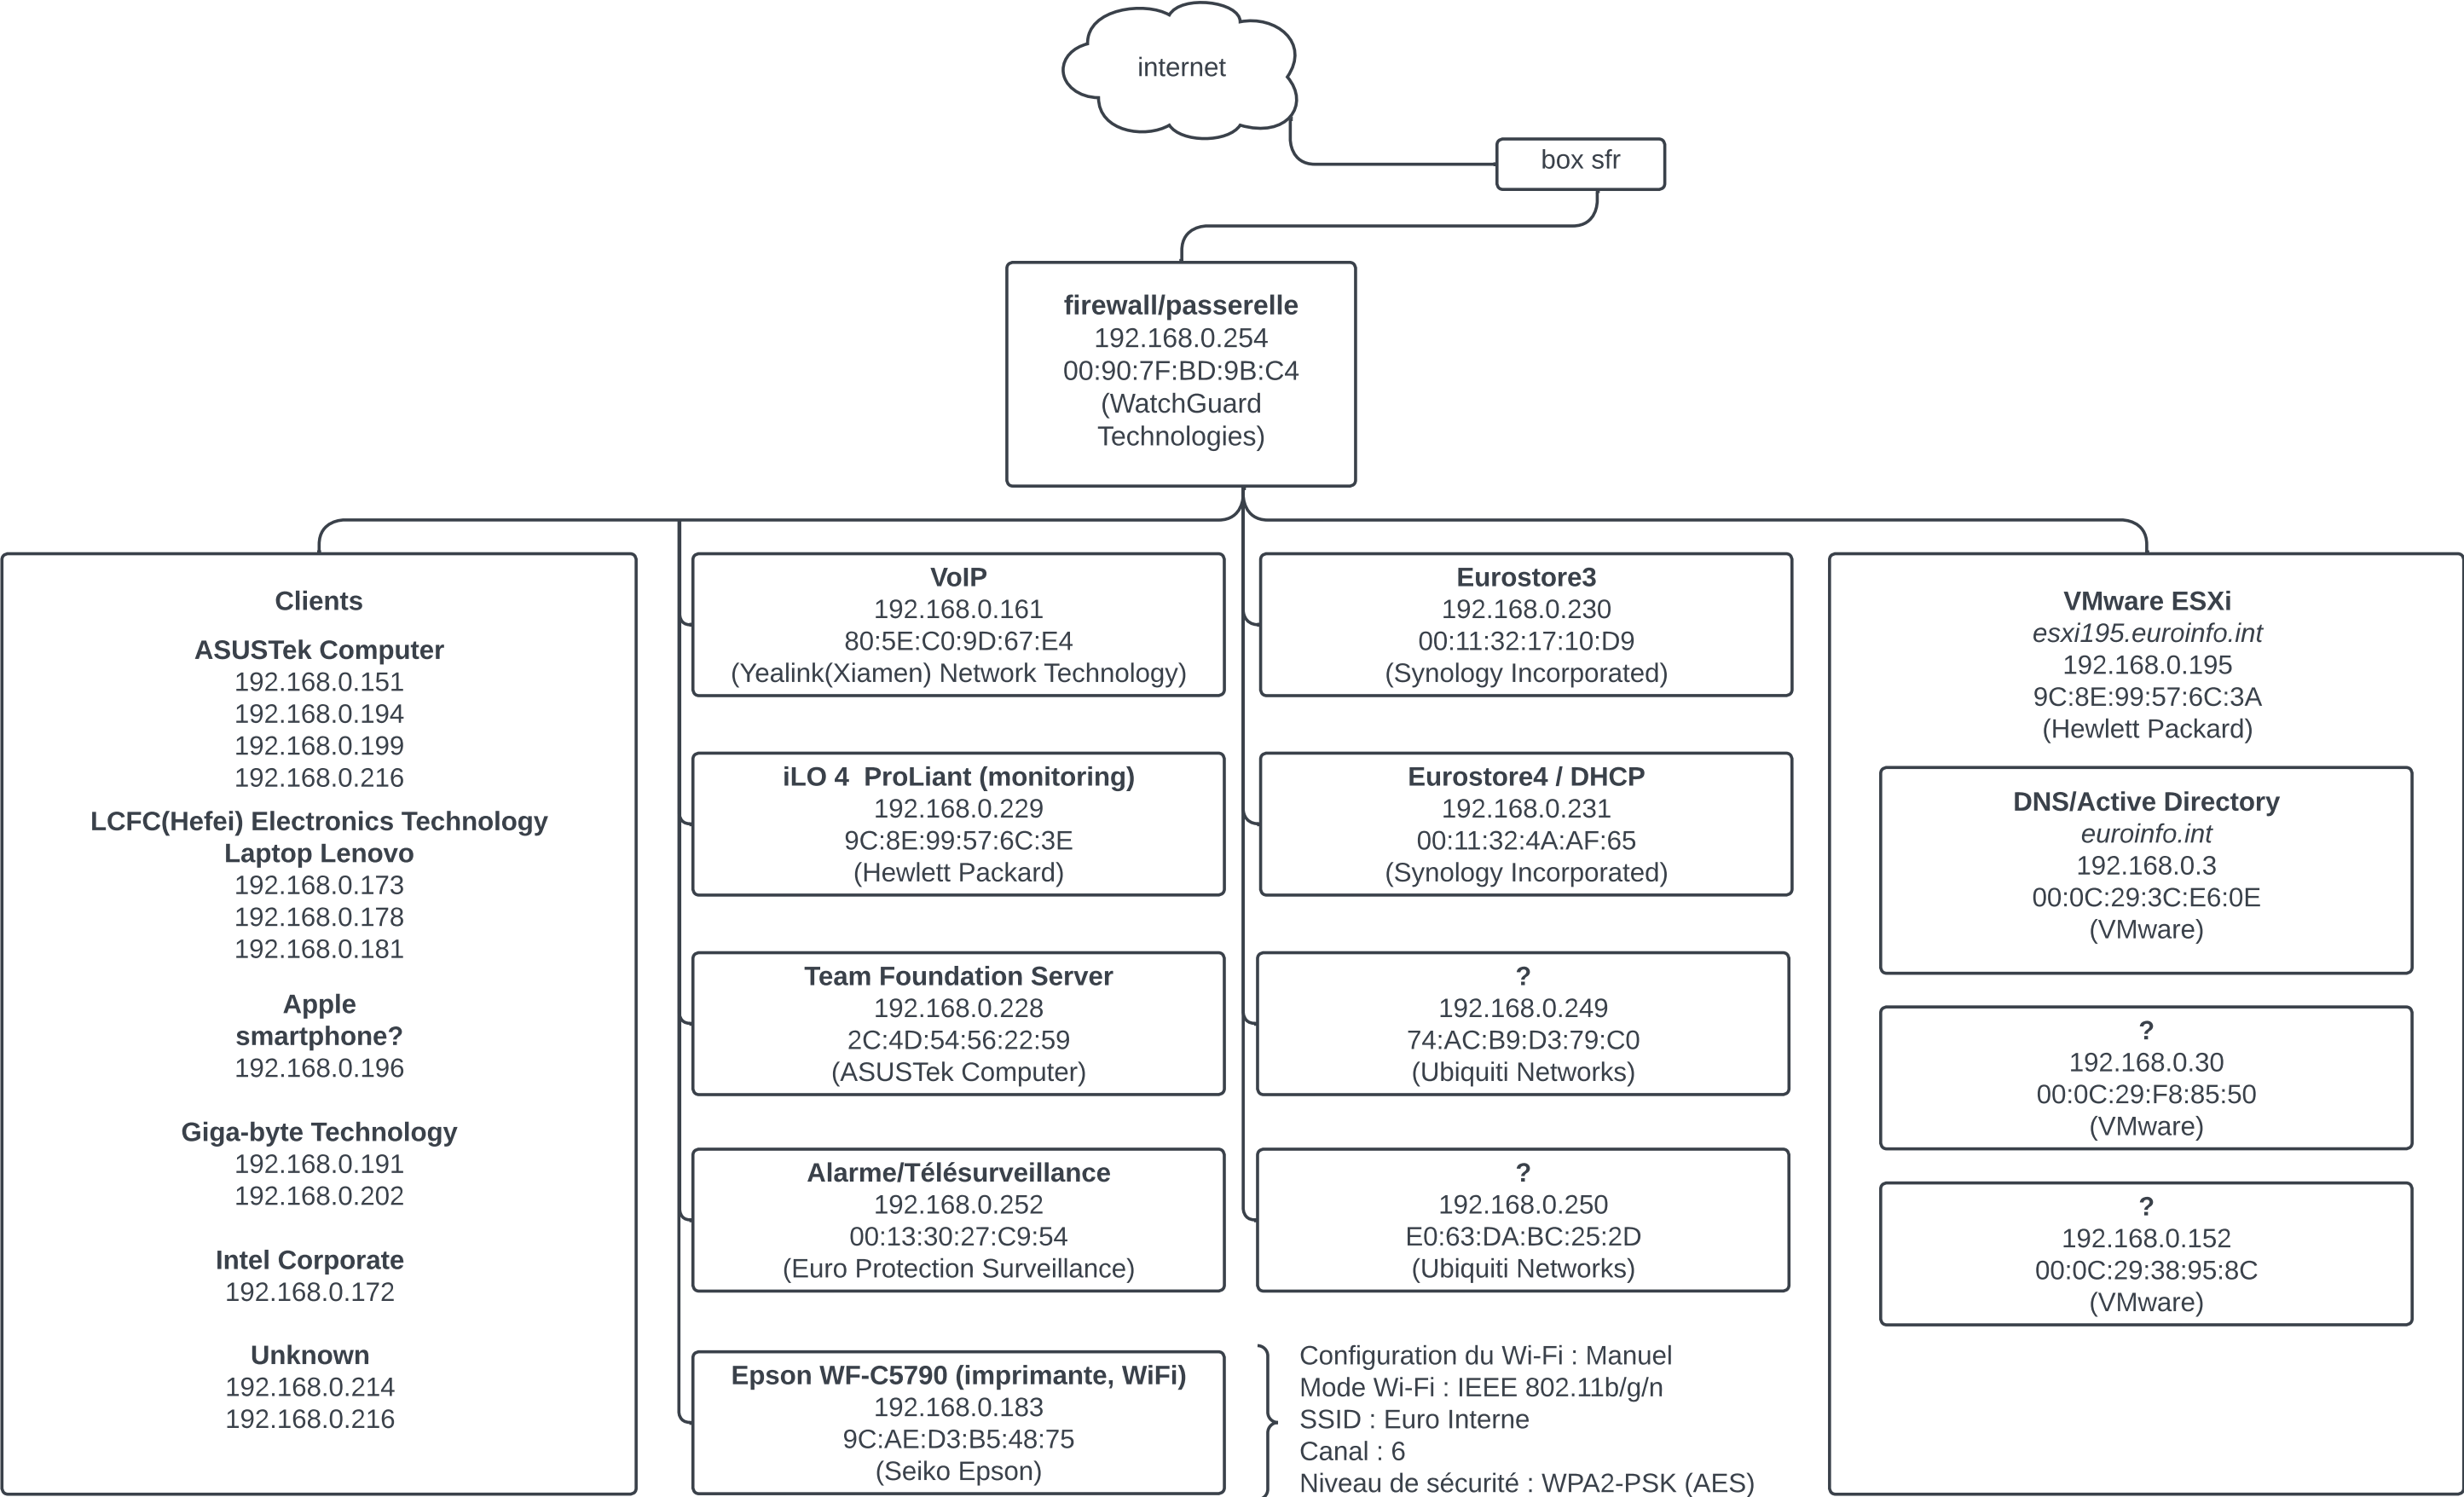 internet
box sfr
firewall/passerelle
192.168.0.254
00:90:7F:BD:9B:C4
(WatchGuard
Technologies)
Clients
ASUSTek Computer
192.168.0.151
192.168.0.194
192.168.0.199
192.168.0.216
LCFC(Hefei) Electronics Technology
Laptop Lenovo
192.168.0.173
192.168.0.178
192.168.0.181
Apple
smartphone?
192.168.0.196
Giga-byte Technology
192.168.0.191
192.168.0.202
Intel Corporate
192.168.0.172
Unknown
192.168.0.214
192.168.0.216
VoIP
192.168.0.161
80:5E:C0:9D:67:E4
(Yealink(Xiamen) Network Technology)
iLO 4  ProLiant (monitoring)
192.168.0.229
9C:8E:99:57:6C:3E
(Hewlett Packard)
Team Foundation Server
192.168.0.228
2C:4D:54:56:22:59
(ASUSTek Computer)
Alarme/Télésurveillance
192.168.0.252
00:13:30:27:C9:54
(Euro Protection Surveillance)
Epson WF-C5790 (imprimante, WiFi)
192.168.0.183
9C:AE:D3:B5:48:75
(Seiko Epson)
Eurostore3
192.168.0.230
00:11:32:17:10:D9
(Synology Incorporated)
Eurostore4 / DHCP
192.168.0.231
00:11:32:4A:AF:65
(Synology Incorporated)
?
192.168.0.249
74:AC:B9:D3:79:C0
(Ubiquiti Networks)
?
192.168.0.250
E0:63:DA:BC:25:2D
(Ubiquiti Networks)
Configuration du Wi-Fi : Manuel
Mode Wi-Fi : IEEE 802.11b/g/n
SSID : Euro Interne
Canal : 6
Niveau de sécurité : WPA2-PSK (AES)
VMware ESXi
esxi195.euroinfo.int
192.168.0.195
9C:8E:99:57:6C:3A
(Hewlett Packard)
DNS/Active Directory
euroinfo.int
192.168.0.3
00:0C:29:3C:E6:0E
(VMware)
?
192.168.0.30
00:0C:29:F8:85:50
(VMware)
?
192.168.0.152
00:0C:29:38:95:8C
(VMware)